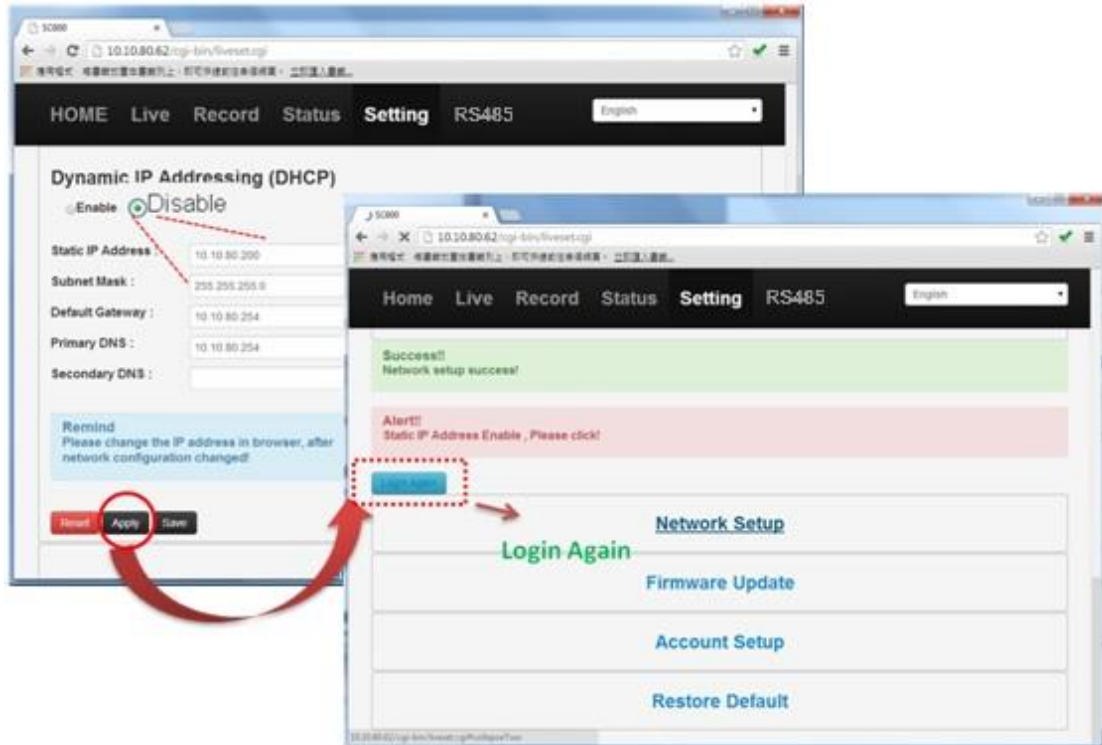 SC000
10.10.80.62/cgi-bin/liveset.cgi
HOME Live Record Status Setting RS485 English
Dynamic IP Addressing (DHCP)
Enable Disable
Static IP Address : 10.10.80.200
Subnet Mask : 255.255.255.0
Default Gateway : 10.10.80.254
Primary DNS : 10.10.80.254
Secondary DNS :
Remind
Please change the IP address in browser, after
network configuration changed!
Reset Apply Save
10.10.80.62/cgi-bin/liveset.cgi
Home Live Record Status Setting RS485 English
Success!!
Network setup success!
Alert!!
Static IP Address Enable , Please click!
Login Again
Network Setup
Login Again
Firmware Update
Account Setup
Restore Default